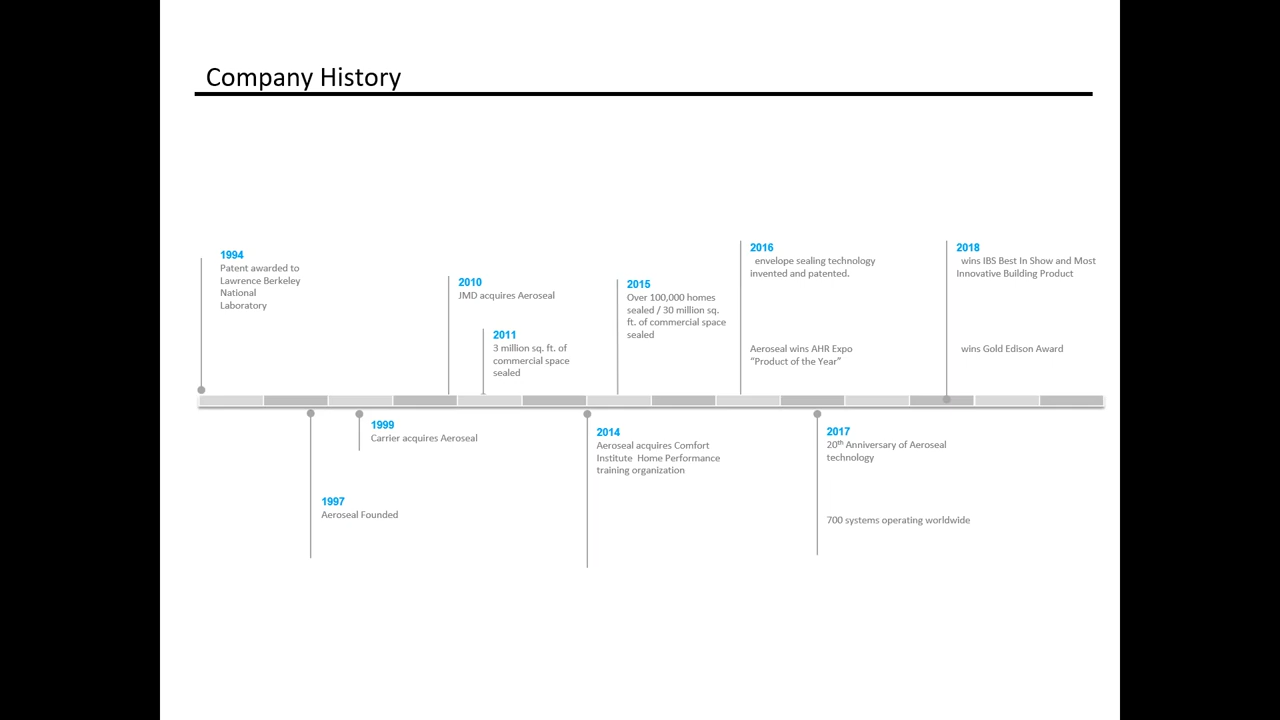 Company History
1994
Patent awarded to
Lawrence Berkeley
National
Laboratory
2010
JMD acquires Aeroseal
2011
3 million sq. ft. of
commercial space
sealed
2015
Over 100,000 homes
sealed / 30 million sq.
ft. of commercial space
sealed
2016
envelope sealing technology
invented and patented.
Aeroseal wins AHR Expo
“Product of the Year”
2018
wins IBS Best In Show and Most
Innovative Building Product
wins Gold Edison Award
1997
Aeroseal Founded
1999
Carrier acquires Aeroseal
2014
Aeroseal acquires Comfort
Institute Home Performance
training organization
2017
20th Anniversary of Aeroseal
technology
700 systems operating worldwide